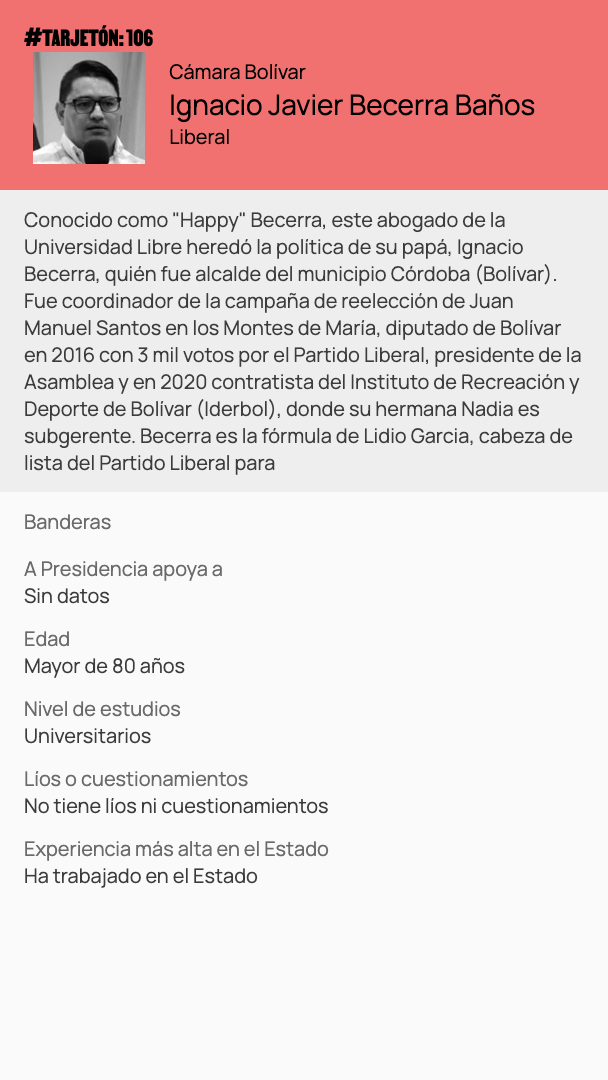 #TARJETÓN: 106
Cámara Bolívar
Ignacio Javier Becerra Baños
Liberal
Conocido como "Happy" Becerra, este abogado de la
Universidad Libre heredó la política de su papá, Ignacio
Becerra, quién fue alcalde del municipio Córdoba (Bolívar).
Fue coordinador de la campaña de reelección de Juan
Manuel Santos en los Montes de María, diputado de Bolívar
en 2016 con 3 mil votos por el Partido Liberal, presidente de la
Asamblea y en 2020 contratista del Instituto de Recreación y
Deporte de Bolívar (Iderbol), donde su hermana Nadia es
subgerente. Becerra es la fórmula de Lidio Garcia, cabeza de
lista del Partido Liberal para
Banderas
A Presidencia apoya a
Sin datos
Edad
Mayor de 80 años
Nivel de estudios
Universitarios
Líos o cuestionamientos
No tiene líos ni cuestionamientos
Experiencia más alta en el Estado
Ha trabajado en el Estado